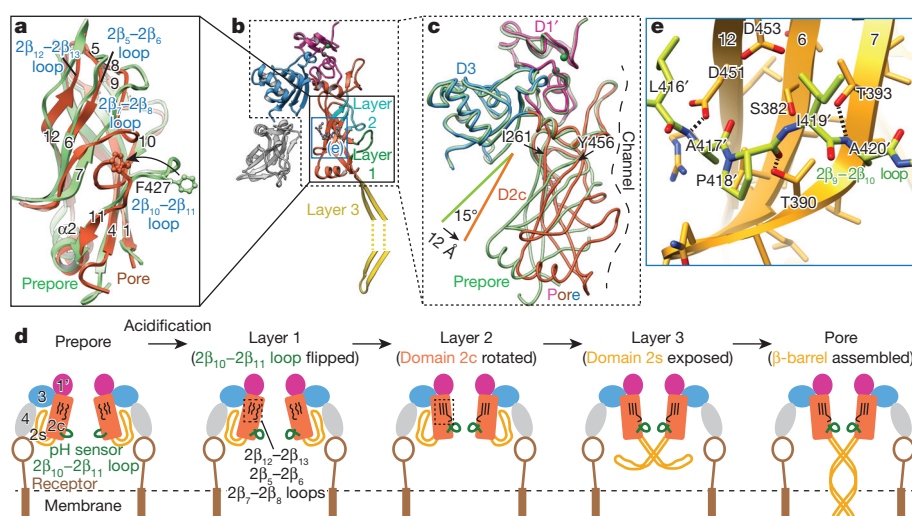 a
2β12–2β13
loop
5
2β5–2β6
loop
8
9
2β7–2β8
loop
12
6
10
7
F427
2β10–2β11
loop
11
α2
4
1
Prepore
Pore
b
Layer
2
(e)
Layer
1
Layer 3
c
D1′
D3
I261
Y456
Channel
D2c
15°
12 Å
Prepore
Pore
e
D453
12
6
7
D451
L416′
S382
T393
I419′
A417′
A420′
P418′
2β9–2β10 loop
T390
d
Prepore
Acidification
Layer 1
(2β10–2β11 loop flipped)
Layer 2
(Domain 2c rotated)
Layer 3
(Domain 2s exposed)
Pore
(β-barrel assembled)
1′
3
4
2c
2s
pH sensor
2β10–2β11 loop
Receptor
Membrane
2β12–2β13
2β5–2β6
2β7–2β8 loops